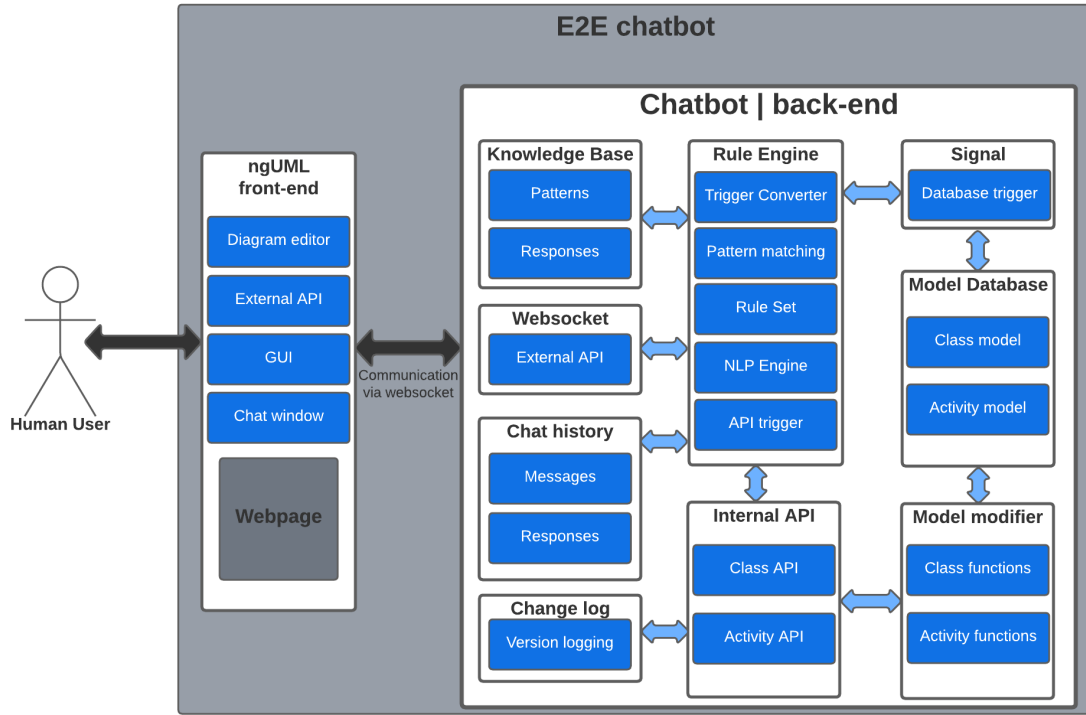 E2E chatbot
Human User
ngUML
front-end
Diagram editor
External API
GUI
Chat window
Webpage
Communication
via websocket
Chatbot | back-end
Knowledge Base
Patterns
Responses
Websocket
External API
Chat history
Messages
Responses
Change log
Version logging
Rule Engine
Trigger Converter
Pattern matching
Rule Set
NLP Engine
API trigger
Internal API
Class API
Activity API
Signal
Database trigger
Model Database
Class model
Activity model
Model modifier
Class functions
Activity functions